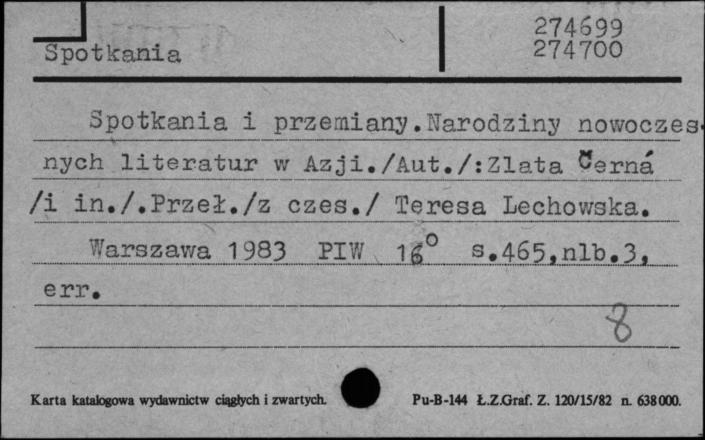 274699
Spotkania 274700
Spotkania i przemiany.Narodziny nowoczes-
nych literatur w Azji./Aut./:Zlata Černá
/i in./.Przeł./z czes./ Teresa Lechowska.
Warszawa 1983 PIW 16° s.465,nlb.3,
err.
8
Karta katalogowa wydawnictw ciągłych i zwartych. Pu-B-144 Ł.Z.Graf. Z. 120/15/82 n. 638000.